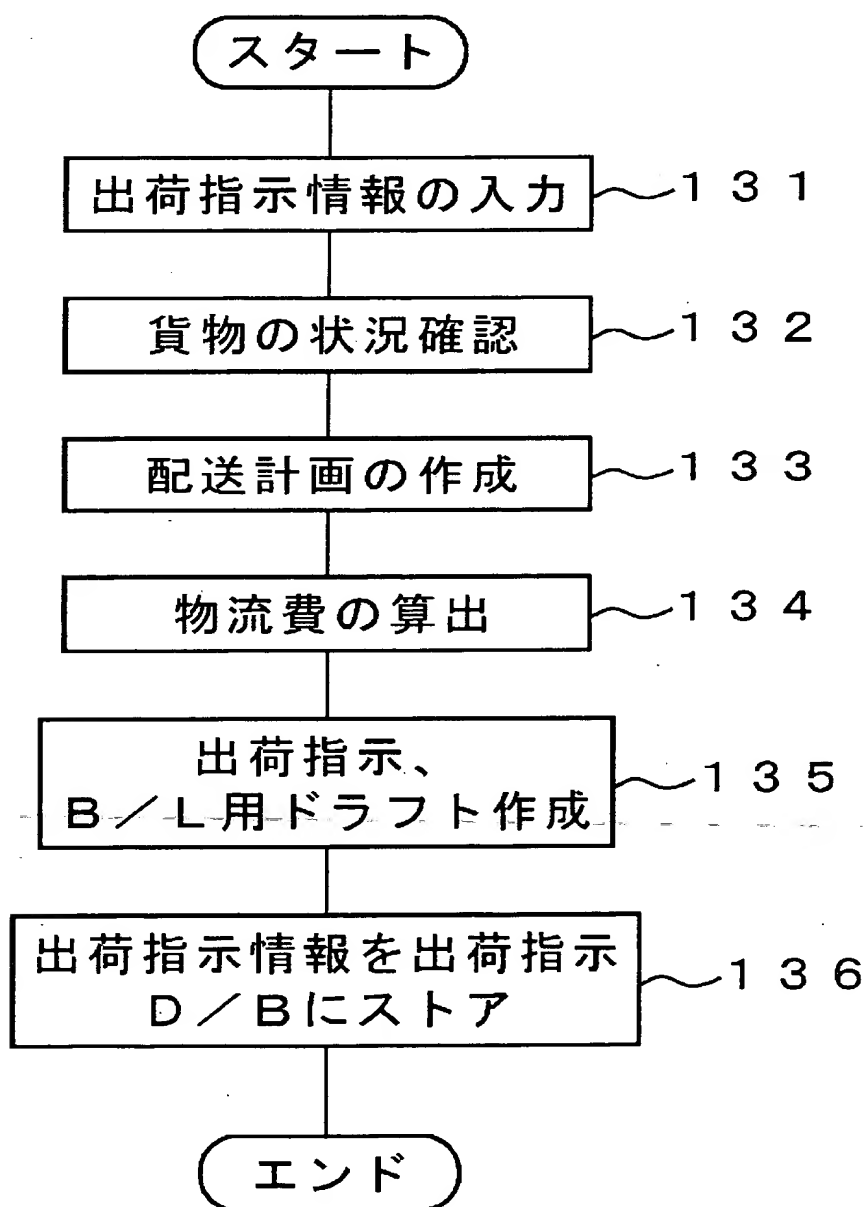 スタート
出荷指示情報の入力 131
貨物の状況確認 132
配送計画の作成 133
物流費の算出 134
出荷指示、
B/L用ドラフト作成 135
出荷指示情報を出荷指示
D/Bにストア 136
エンド